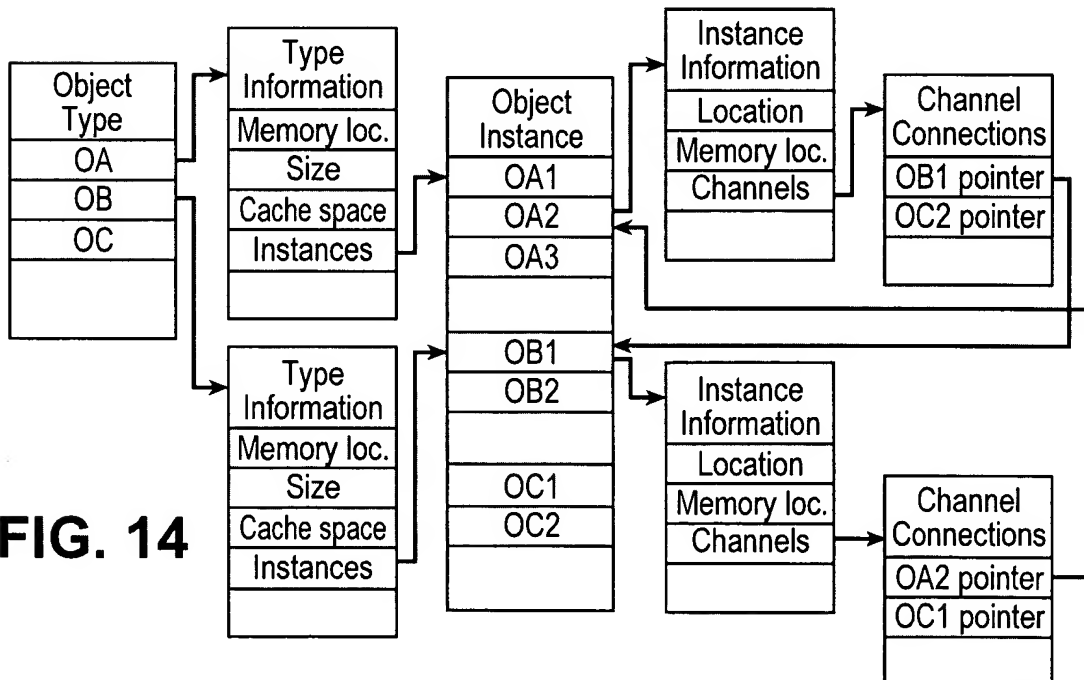 Object
Type
OA
OB
OC
Type
Information
Memory loc.
Size
Cache space
Instances
Type
Information
Memory loc.
Size
Cache space
Instances
Object
Instance
OA1
OA2
OA3
OB1
OB2
OC1
OC2
Instance
Information
Location
Memory loc.
Channels
Channel
Connections
OB1 pointer
OC2 pointer
Instance
Information
Location
Memory loc.
Channels
Channel
Connections
OA2 pointer
OC1 pointer
FIG. 14